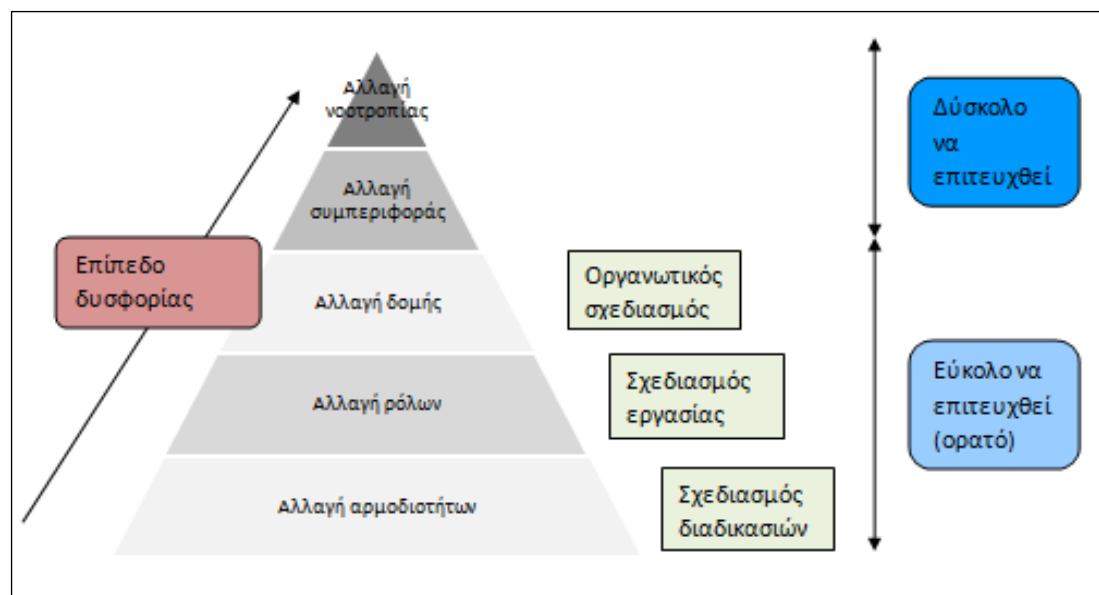 Αλλαγή
νοοτροπίας
Δύσκολο
να
επιτευχθεί
Αλλαγή
συμπεριφοράς
Επίπεδο
δυσφορίας
Αλλαγή δομής
Οργανωτικός
σχεδιασμός
Αλλαγή ρόλων
Σχεδιασμός
εργασίας
Εύκολο να
επιτευχθεί
(ορατό)
Αλλαγή αρμοδιοτήτων
Σχεδιασμός
διαδικασιών